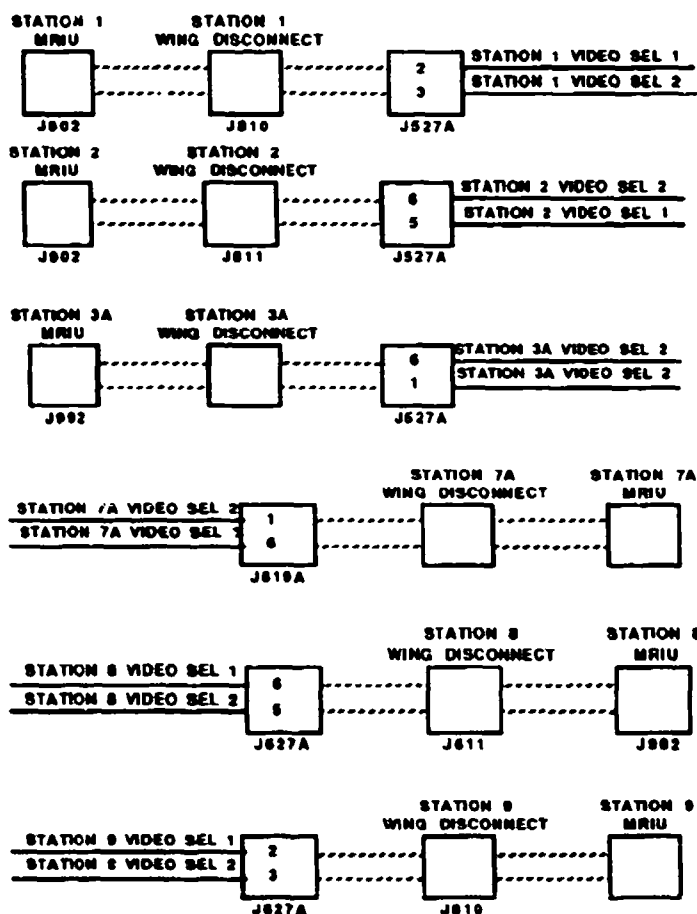 STATION 1
MRIU
STATION 1
WING DISCONNECT
2
3
STATION 1 VIDEO SEL 1
STATION 1 VIDEO SEL 2
J802
J810
J527A
STATION 2
MRIU
STATION 2
WING DISCONNECT
6
5
STATION 2 VIDEO SEL 2
STATION 2 VIDEO SEL 1
J902
J811
J527A
STATION 3A
MRIU
STATION 3A
WING DISCONNECT
6
1
STATION 3A VIDEO SEL 2
STATION 3A VIDEO SEL 2
J992
J527A
STATION 7A
WING DISCONNECT
STATION 7A
MRIU
STATION 7A VIDEO SEL 2
STATION 7A VIDEO SEL
1
6
J619A
STATION 8
WING DISCONNECT
STATION 8
MRIU
STATION 8 VIDEO SEL 1
STATION 8 VIDEO SEL 2
6
5
J627A
J611
J982
STATION 9
WING DISCONNECT
STATION 9
MRIU
STATION 9 VIDEO SEL 1
STATION VIDEO SEL 2
2
3
J627A
J610